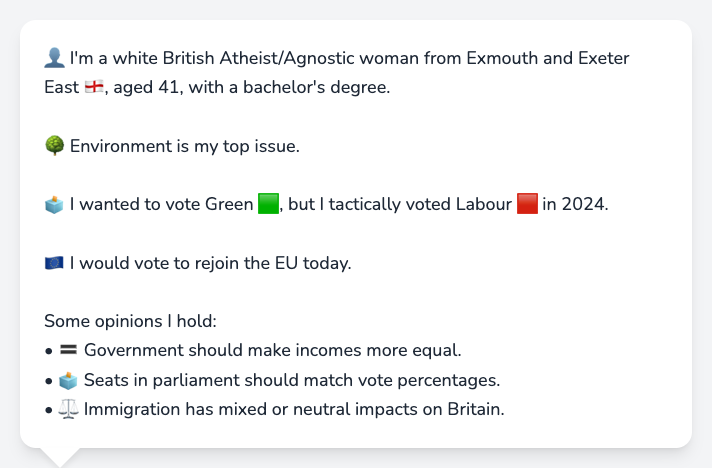 👤 I'm a white British Atheist/Agnostic woman from Exmouth and Exeter
East 🏴󠁧󠁢󠁥󠁮󠁧󠁿, aged 41, with a bachelor's degree.
🌳 Environment is my top issue.
🗳️ I wanted to vote Green 🟩, but I tactically voted Labour 🟥 in 2024.
🇪🇺 I would vote to rejoin the EU today.
Some opinions I hold:
• 🟰 Government should make incomes more equal.
• 🗳️ Seats in parliament should match vote percentages.
• ⚖️ Immigration has mixed or neutral impacts on Britain.